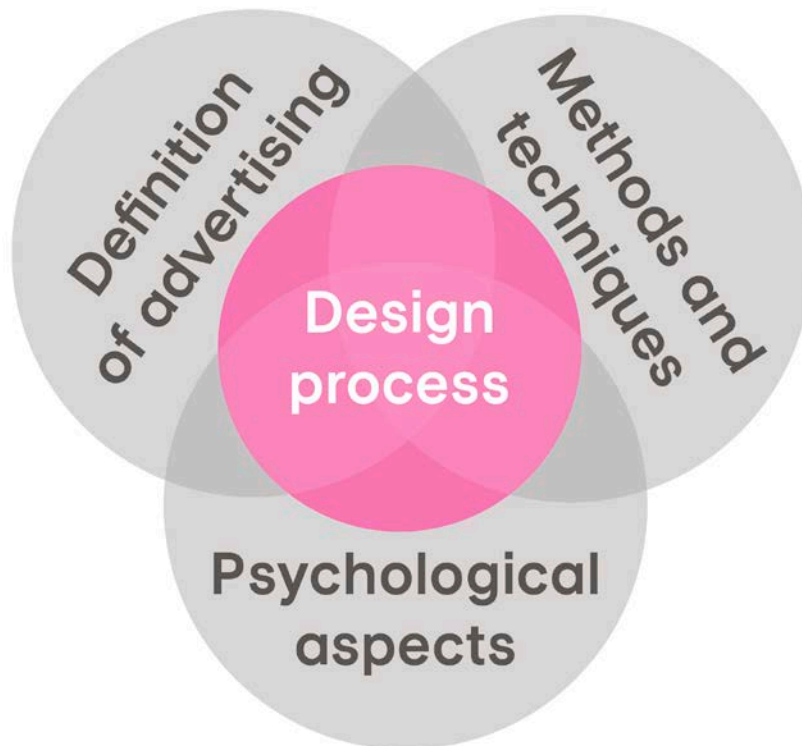 Definition
of advertising
Methods and
techniques
Design
process
Psychological
aspects